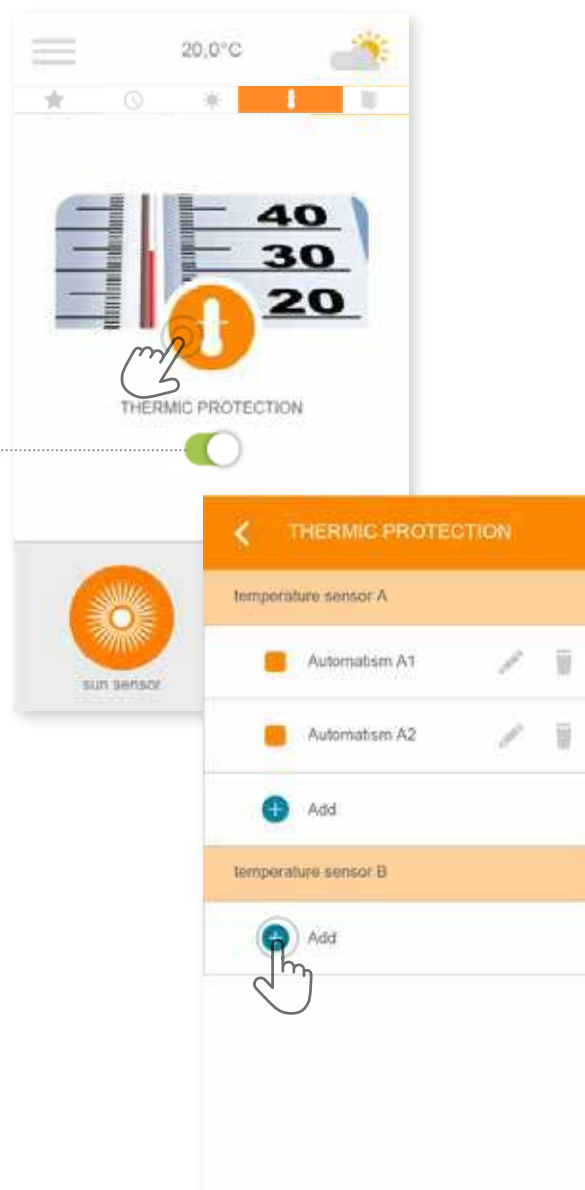 20,0°C
40
30
20
THERMIC PROTECTION
sun sensor
THERMIC PROTECTION
temperature sensor A
Automatism A1
Automatism A2
Add
temperature sensor B
Add